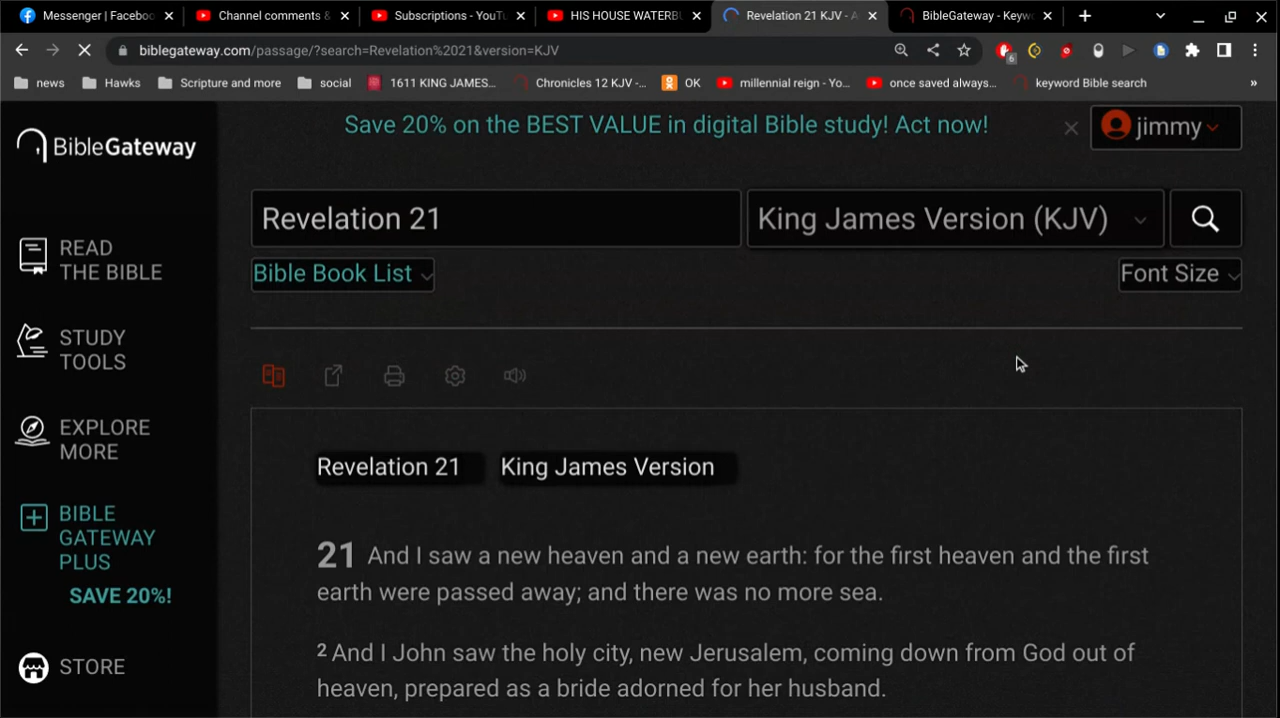 Messenger | Facebo
Channel comments &
Subscriptions - YouTu
HIS HOUSE WATERBU
Revelation 21 KJV - A
BibleGateway - Keyw
biblegateway.com/passage/?search=Revelation%2021&version=KJV
6
news
Hawks
Scripture and more
social
1611 KING JAMES...
Chronicles 12 KJV -...
OK
millennial reign - Yo...
once saved always...
keyword Bible search
»
BibleGateway
Save 20% on the BEST VALUE in digital Bible study! Act now!
jimmy
Revelation 21
King James Version (KJV)
Bible Book List
Font Size
READ
THE BIBLE
STUDY
TOOLS
EXPLORE
MORE
BIBLE
GATEWAY
PLUS
SAVE 20%!
STORE
Revelation 21
King James Version
21 And I saw a new heaven and a new earth: for the first heaven and the first
earth were passed away; and there was no more sea.
2 And I John saw the holy city, new Jerusalem, coming down from God out of
heaven, prepared as a bride adorned for her husband.